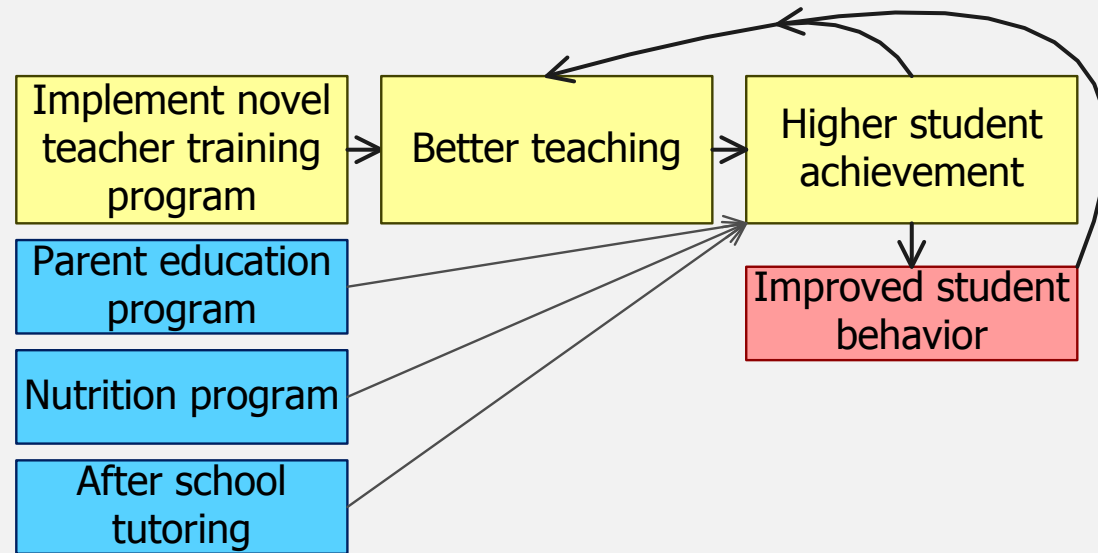 Implement novel
teacher training
program
Better teaching
Higher student
achievement
Parent education
program
Improved student
behavior
Nutrition program
After school
tutoring